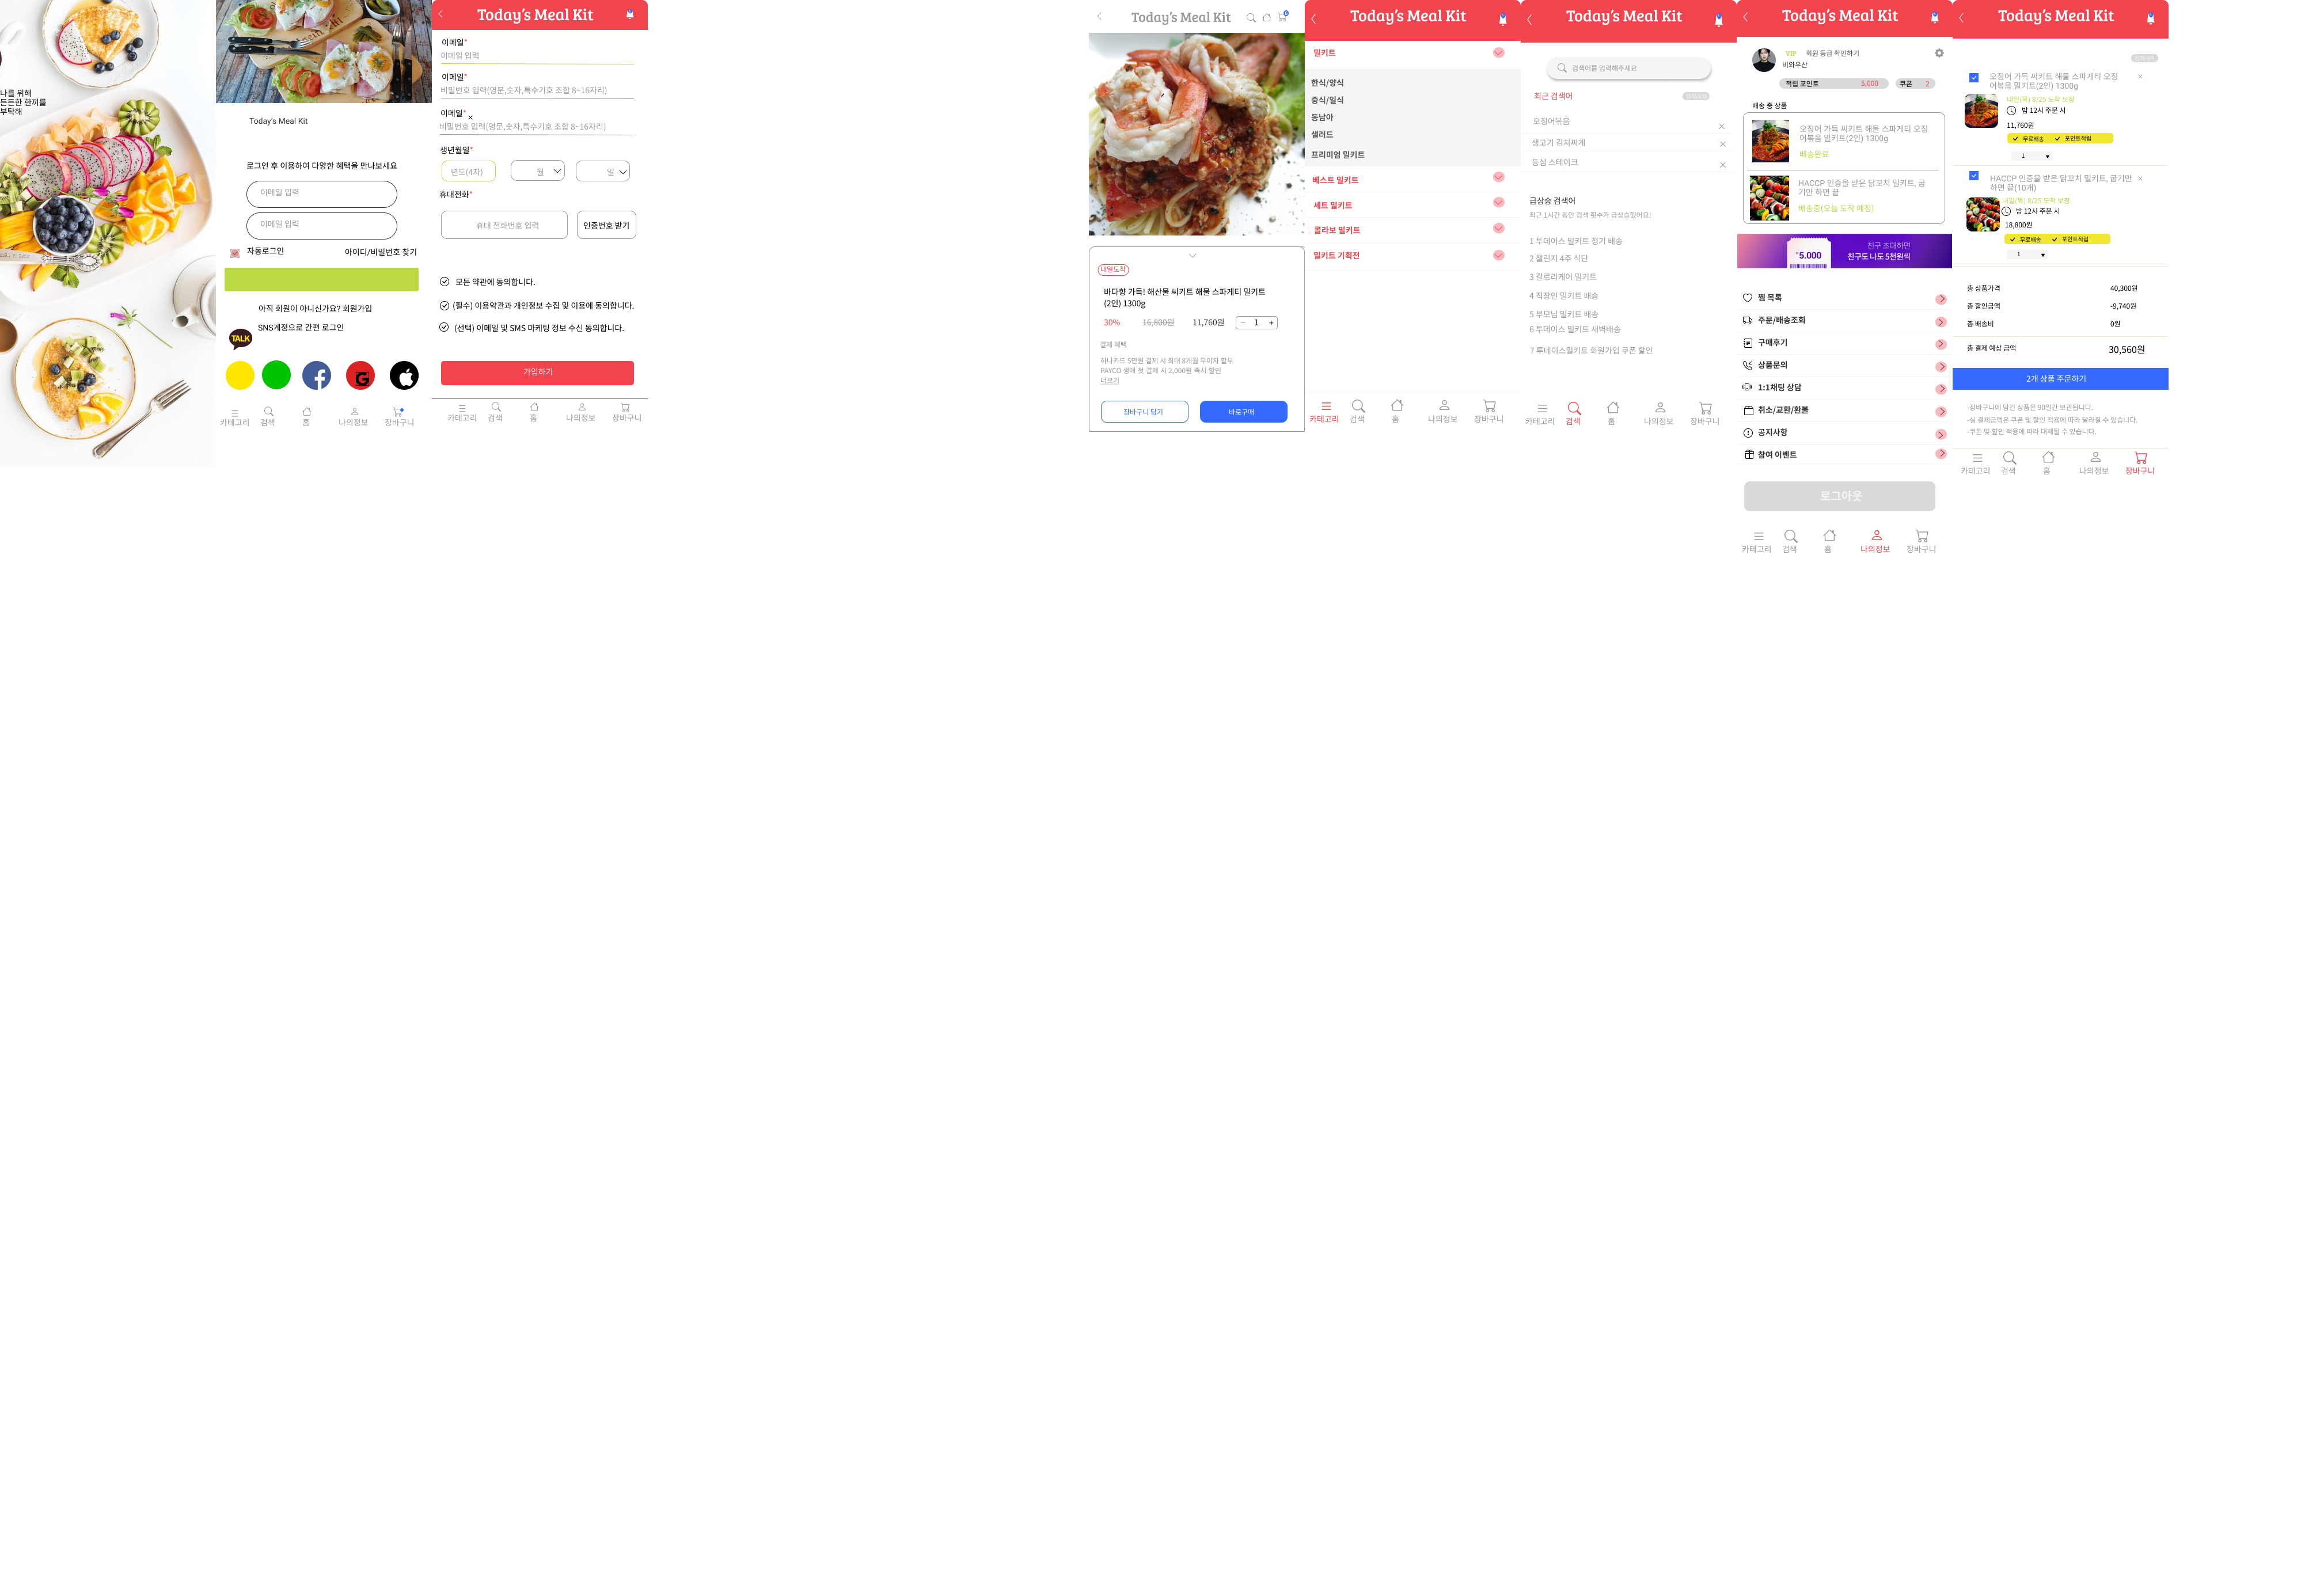 나를 위해
든든한 한끼를
부탁해
Today's Meal Kit
로그인 후 이용하여 다양한 혜택을 만나보세요
이메일 입력
이메일 입력
자동로그인
아이디/비밀번호 찾기
아직 회원이 아니신가요? 회원가입
SNS계정으로 간편 로그인
TALK
카테고리 검색 홈 나의정보 장바구니
Today's Meal Kit
이메일*
이메일 입력
이메일*
비밀번호 입력(영문,숫자,특수기호 조합 8~16자리)
이메일*
비밀번호 입력(영문,숫자,특수기호 조합 8~16자리)
생년월일*
년도(4자) 월 일
휴대전화*
휴대 전화번호 입력 인증번호 받기
모든 약관에 동의합니다.
(필수) 이용약관과 개인정보 수집 및 이용에 동의합니다.
(선택) 이메일 및 SMS 마케팅 정보 수신 동의합니다.
가입하기
카테고리 검색 홈 나의정보 장바구니
Today's Meal Kit
내일도착
바다향 가득! 해산물 씨키트 해물 스파게티 밀키트
(2인) 1300g
30% 16,800원 11,760원 − 1 +
결제 혜택
하나카드 5만원 결제 시 최대 8개월 무이자 할부
PAYCO 생애 첫 결제 시 2,000원 즉시 할인
더보기
장바구니 담기 바로구매
Today's Meal Kit
밀키트
한식/양식
중식/일식
동남아
샐러드
프리미엄 밀키트
베스트 밀키트
세트 밀키트
콜라보 밀키트
밀키트 기획전
카테고리 검색 홈 나의정보 장바구니
Today's Meal Kit
검색어를 입력해주세요
최근 검색어
오징어볶음
생고기 김치찌개
등심 스테이크
급상승 검색어
최근 1시간 동안 검색 횟수가 급상승했어요!
1 투데이스 밀키트 정기 배송
2 챌린지 4주 식단
3 칼로리케어 밀키트
4 직장인 밀키트 배송
5 부모님 밀키트 배송
6 투데이스 밀키트 새벽배송
7 투데이스밀키트 회원가입 쿠폰 할인
카테고리 검색 홈 나의정보 장바구니
Today's Meal Kit
VIP 회원 등급 확인하기
비와우산
적립 포인트 5,000 쿠폰 2
배송 중 상품
오징어 가득 씨키트 해물 스파게티 오징
어볶음 밀키트(2인) 1300g
배송완료
HACCP 인증을 받은 닭꼬치 밀키트, 굽
기만 하면 끝
배송중(오늘 도착 예정)
+5.000
친구 초대하면
친구도 나도 5천원씩
찜 목록
주문/배송조회
구매후기
상품문의
1:1채팅 상담
취소/교환/환불
공지사항
참여 이벤트
로그아웃
카테고리 검색 홈 나의정보 장바구니
Today's Meal Kit
오징어 가득 씨키트 해물 스파게티 오징
어볶음 밀키트(2인) 1300g
내일(목) 8/25 도착 보장
밤 12시 주문 시
11,760원
무료배송 포인트적립
1
HACCP 인증을 받은 닭꼬치 밀키트, 굽기만
하면 끝(10개)
내일(목) 8/25 도착 보장
밤 12시 주문 시
18,800원
무료배송 포인트적립
1
총 상품가격 40,300원
총 할인금액 -9,740원
총 배송비 0원
총 결제 예상 금액 30,560원
2개 상품 주문하기
-장바구니에 담긴 상품은 90일간 보관됩니다.
-실 결제금액은 쿠폰 및 할인 적용에 따라 달라질 수 있습니다.
-쿠폰 및 할인 적용에 따라 대체될 수 있습니다.
카테고리 검색 홈 나의정보 장바구니